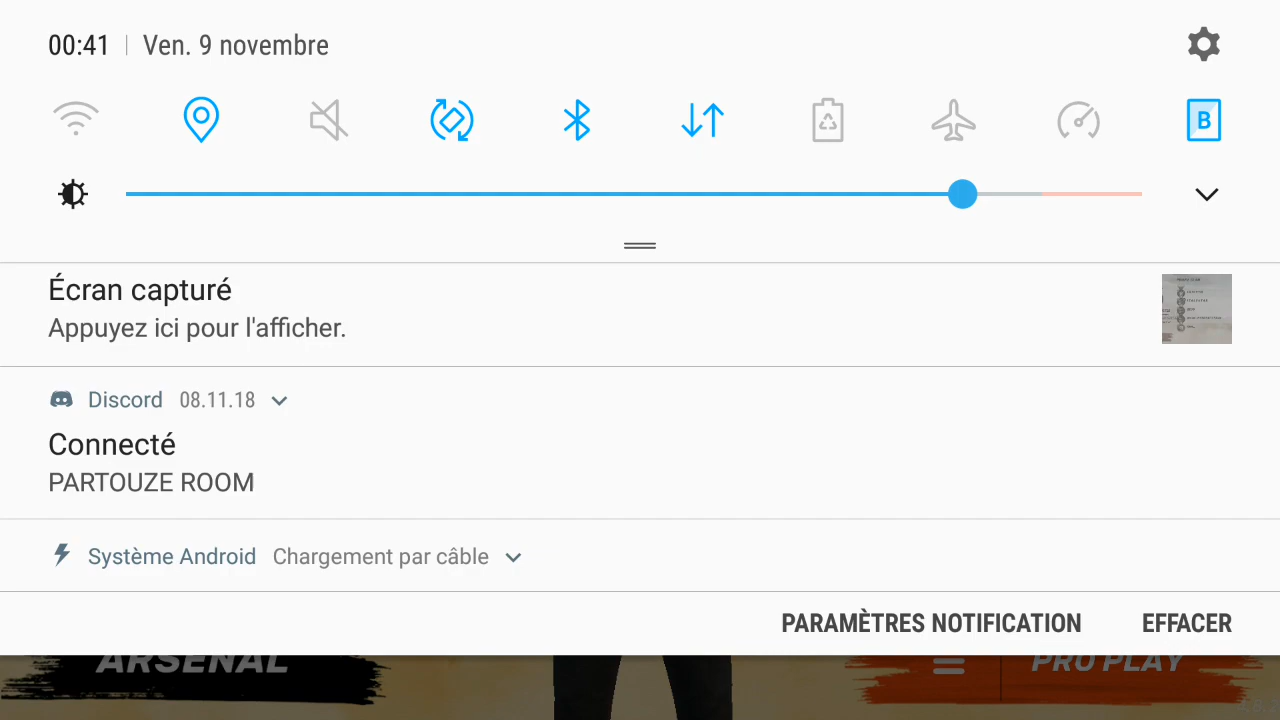 00:41 Ven. 9 novembre
B
Écran capturé
Appuyez ici pour l'afficher.
Discord 08.11.18
Connecté
PARTOUZE ROOM
Système Android Chargement par câble
PARAMÈTRES NOTIFICATION EFFACER
ARSENAL PRO PLAY